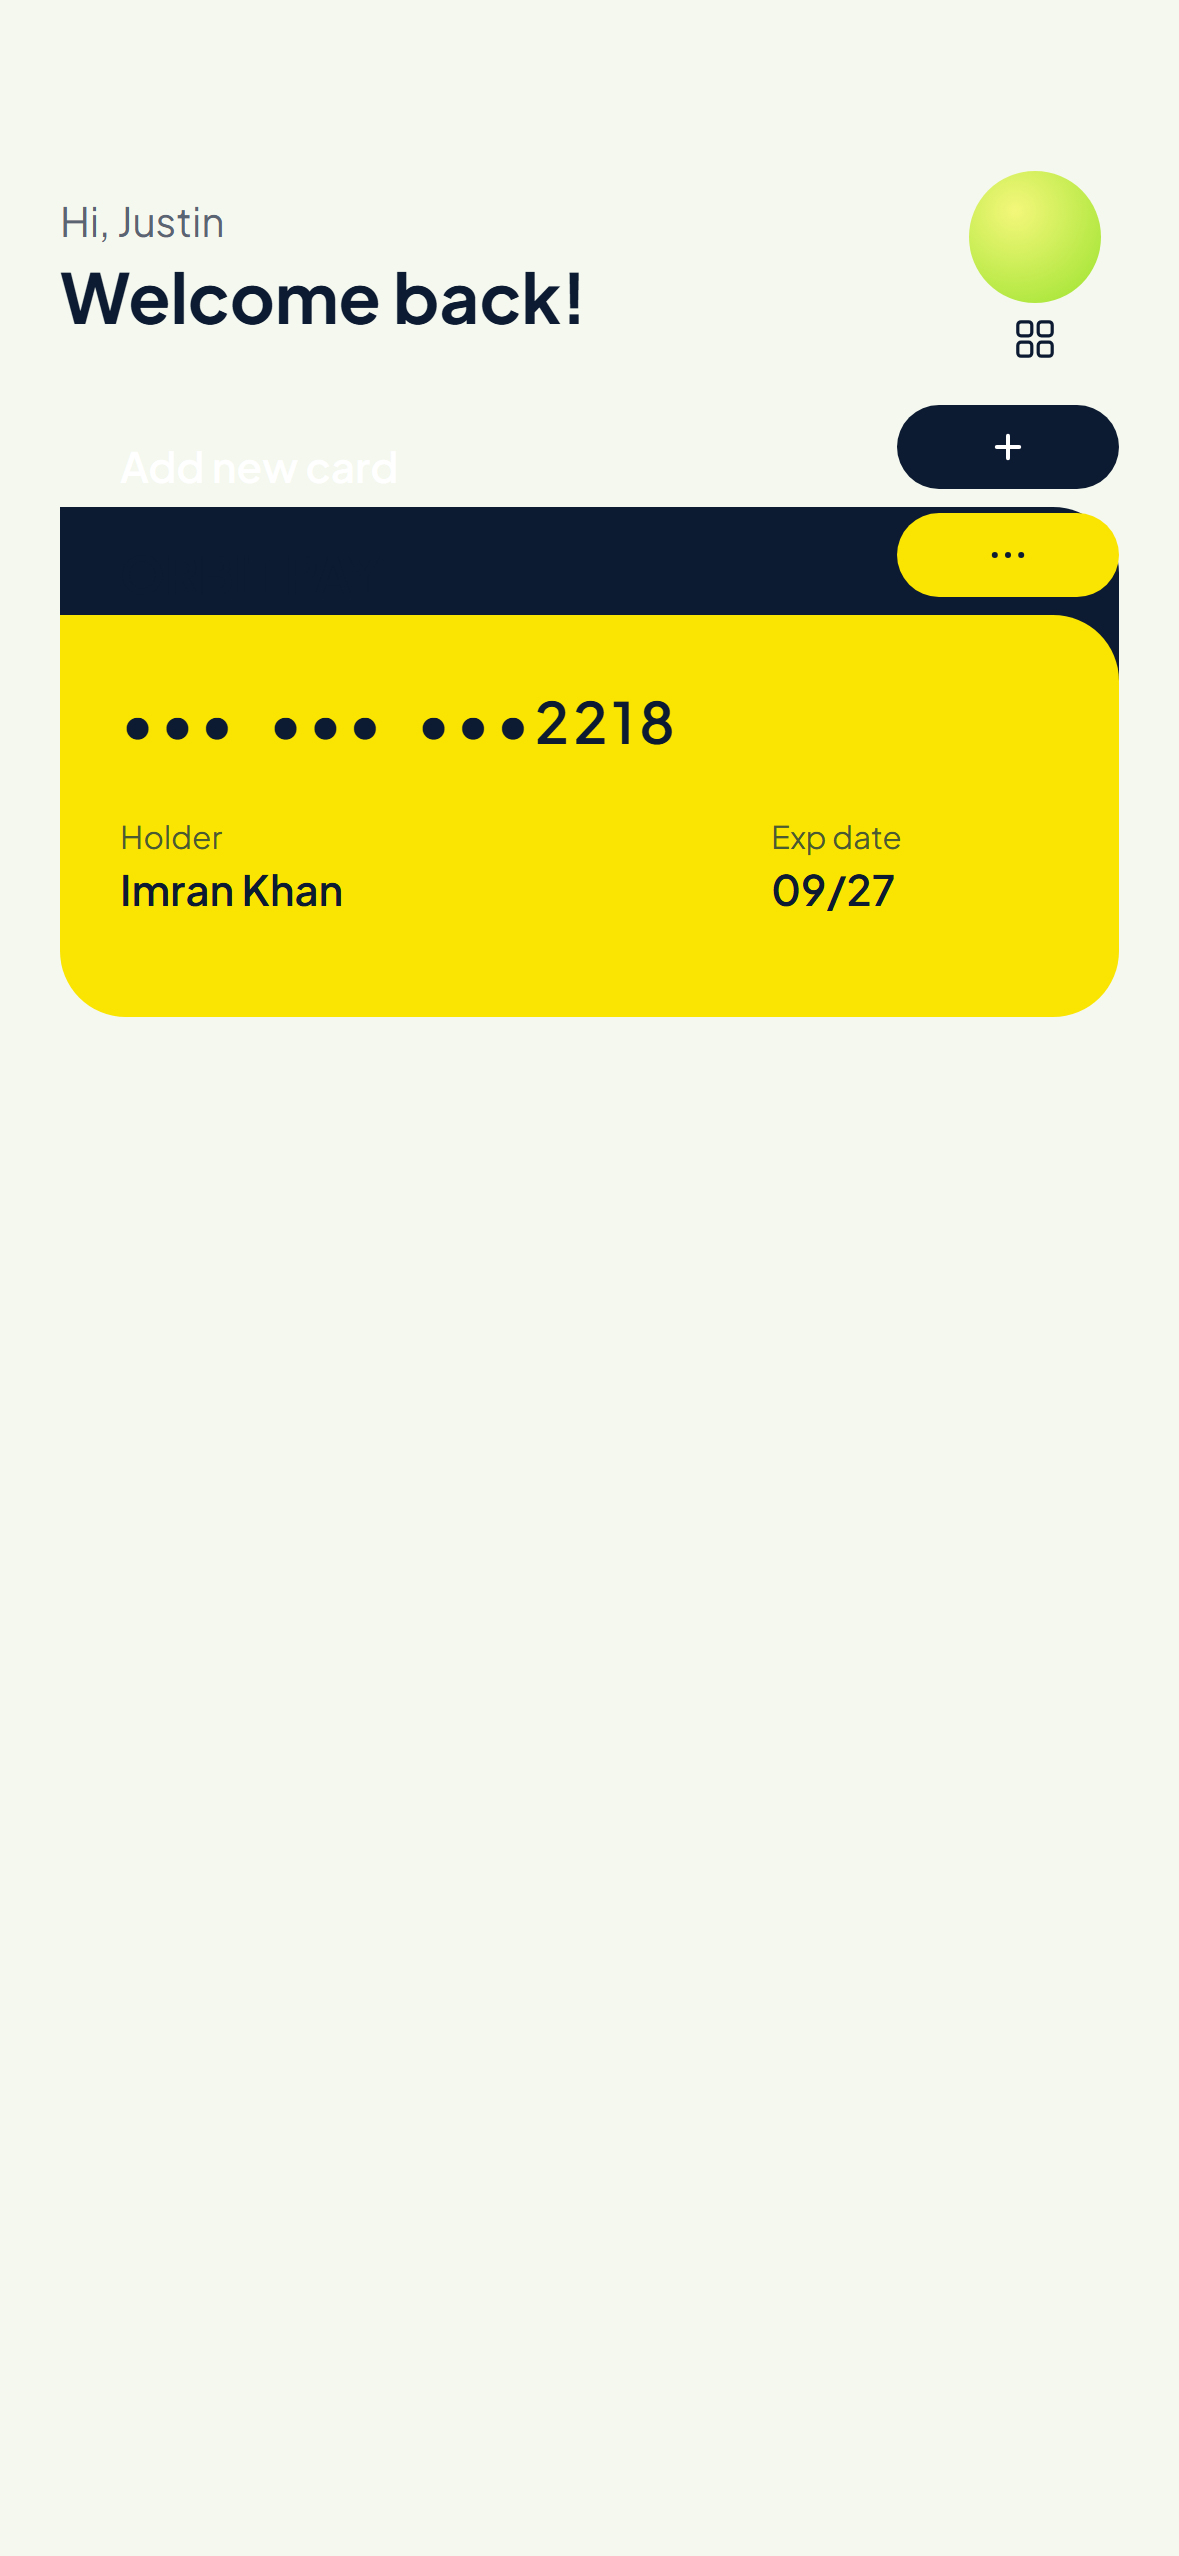 Hi, Justin
Welcome back!
Add new card
••• ••• •••2218
Holder
Exp date
Imran Khan
09/27